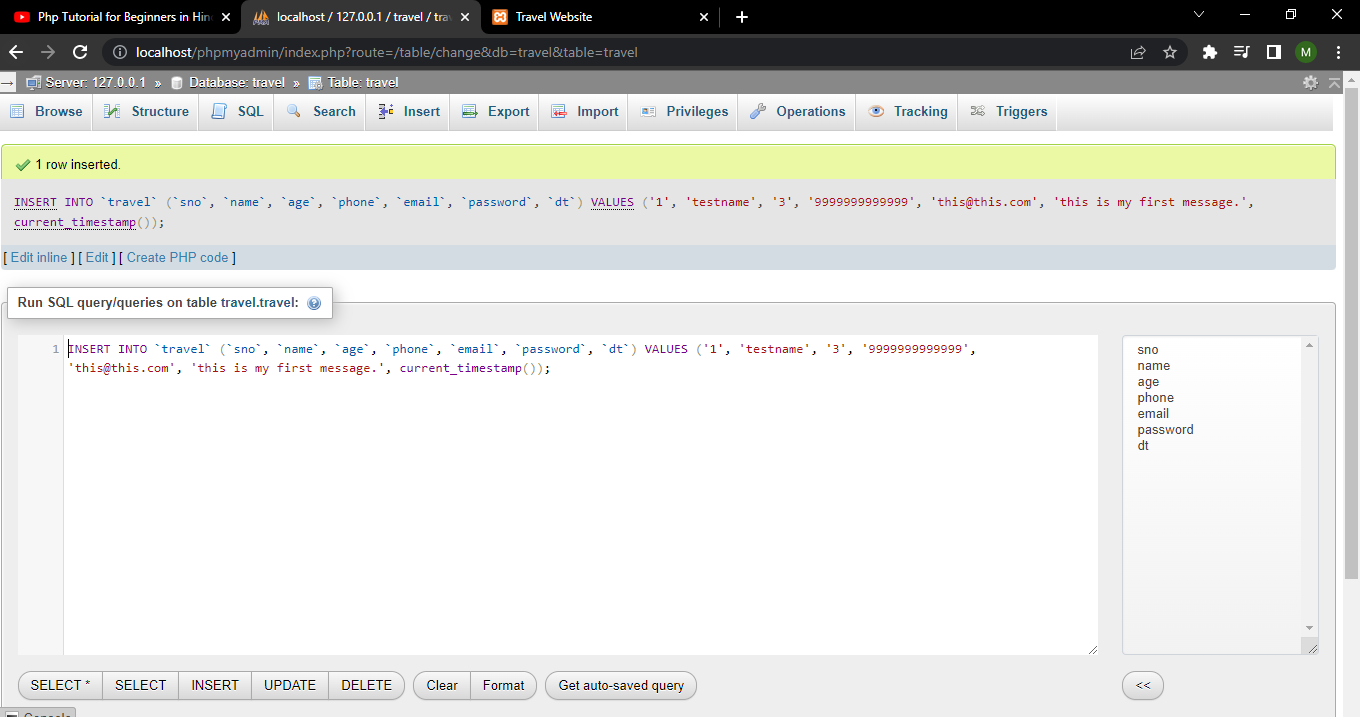 Php Tutorial for Beginners in Hin
localhost / 127.0.0.1 / travel / trav
Travel Website
localhost/phpmyadmin/index.php?route=/table/change&db=travel&table=travel
M
Server: 127.0.0.1 » Database: travel » Table: travel
Browse Structure SQL Search Insert Export Import Privileges Operations Tracking Triggers
1 row inserted.
INSERT INTO `travel` (`sno`, `name`, `age`, `phone`, `email`, `password`, `dt`) VALUES ('1', 'testname', '3', '9999999999999', 'this@this.com', 'this is my first message.',
current_timestamp());
[ Edit inline ] [ Edit ] [ Create PHP code ]
Run SQL query/queries on table travel.travel:
1 INSERT INTO `travel` (`sno`, `name`, `age`, `phone`, `email`, `password`, `dt`) VALUES ('1', 'testname', '3', '9999999999999',
'this@this.com', 'this is my first message.', current_timestamp());
sno
name
age
phone
email
password
dt
SELECT * SELECT INSERT UPDATE DELETE Clear Format Get auto-saved query <<
Console